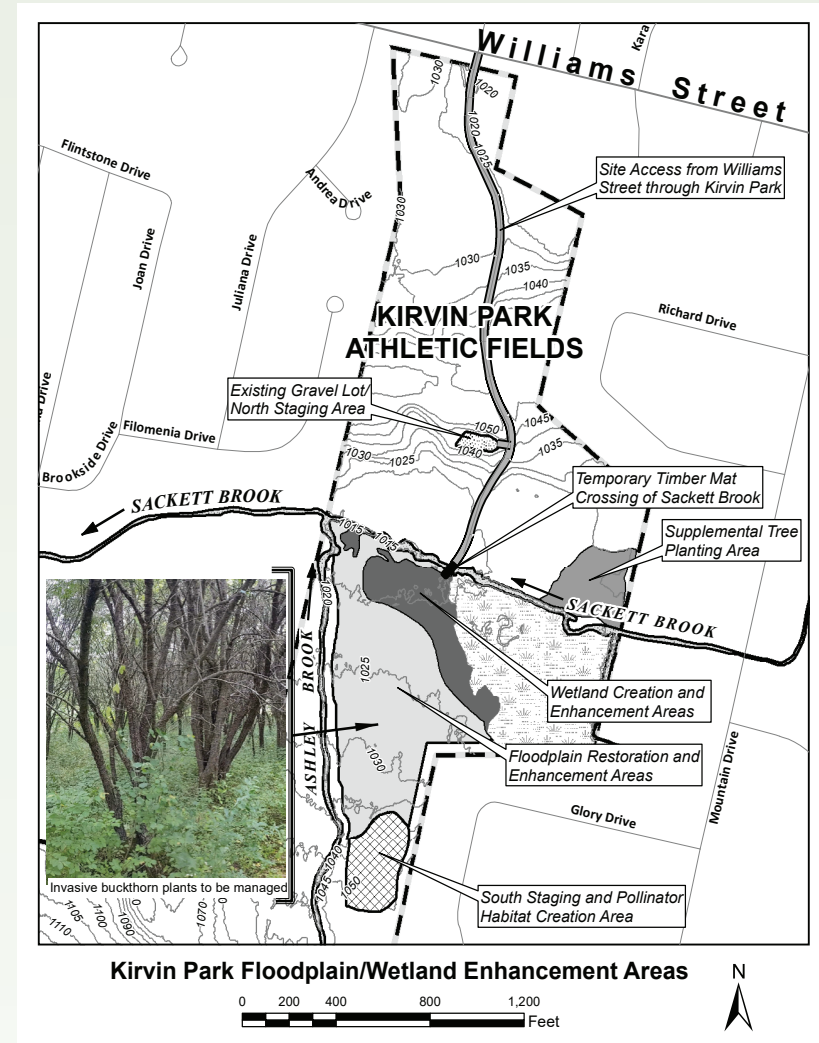 Williams Street
Kara
1030
1020
1020
1025
Flintstone Drive
Andrea Drive
Site Access from Williams
Street through Kirvin Park
1030
Joan Drive
Juliana Drive
1030
1035
1040
Richard Drive
KIRVIN PARK
ATHLETIC FIELDS
Existing Gravel Lot/
North Staging Area
1050
1045
1040
1035
1030
1025
Filomenia Drive
Brookside Drive
Drive
Temporary Timber Mat
Crossing of Sackett Brook
SACKETT BROOK
1015
1015
Supplemental Tree
Planting Area
1020
SACKETT BROOK
ASHLEY BROOK
1025
Wetland Creation and
Enhancement Areas
1030
Floodplain Restoration and
Enhancement Areas
Mountain Drive
Glory Drive
1040
1045
1050
South Staging and Pollinator
Habitat Creation Area
Invasive buckthorn plants to be managed
1105
1100
1090
1070
1110
Kirvin Park Floodplain/Wetland Enhancement Areas
N
0 200 400 800 1,200
Feet